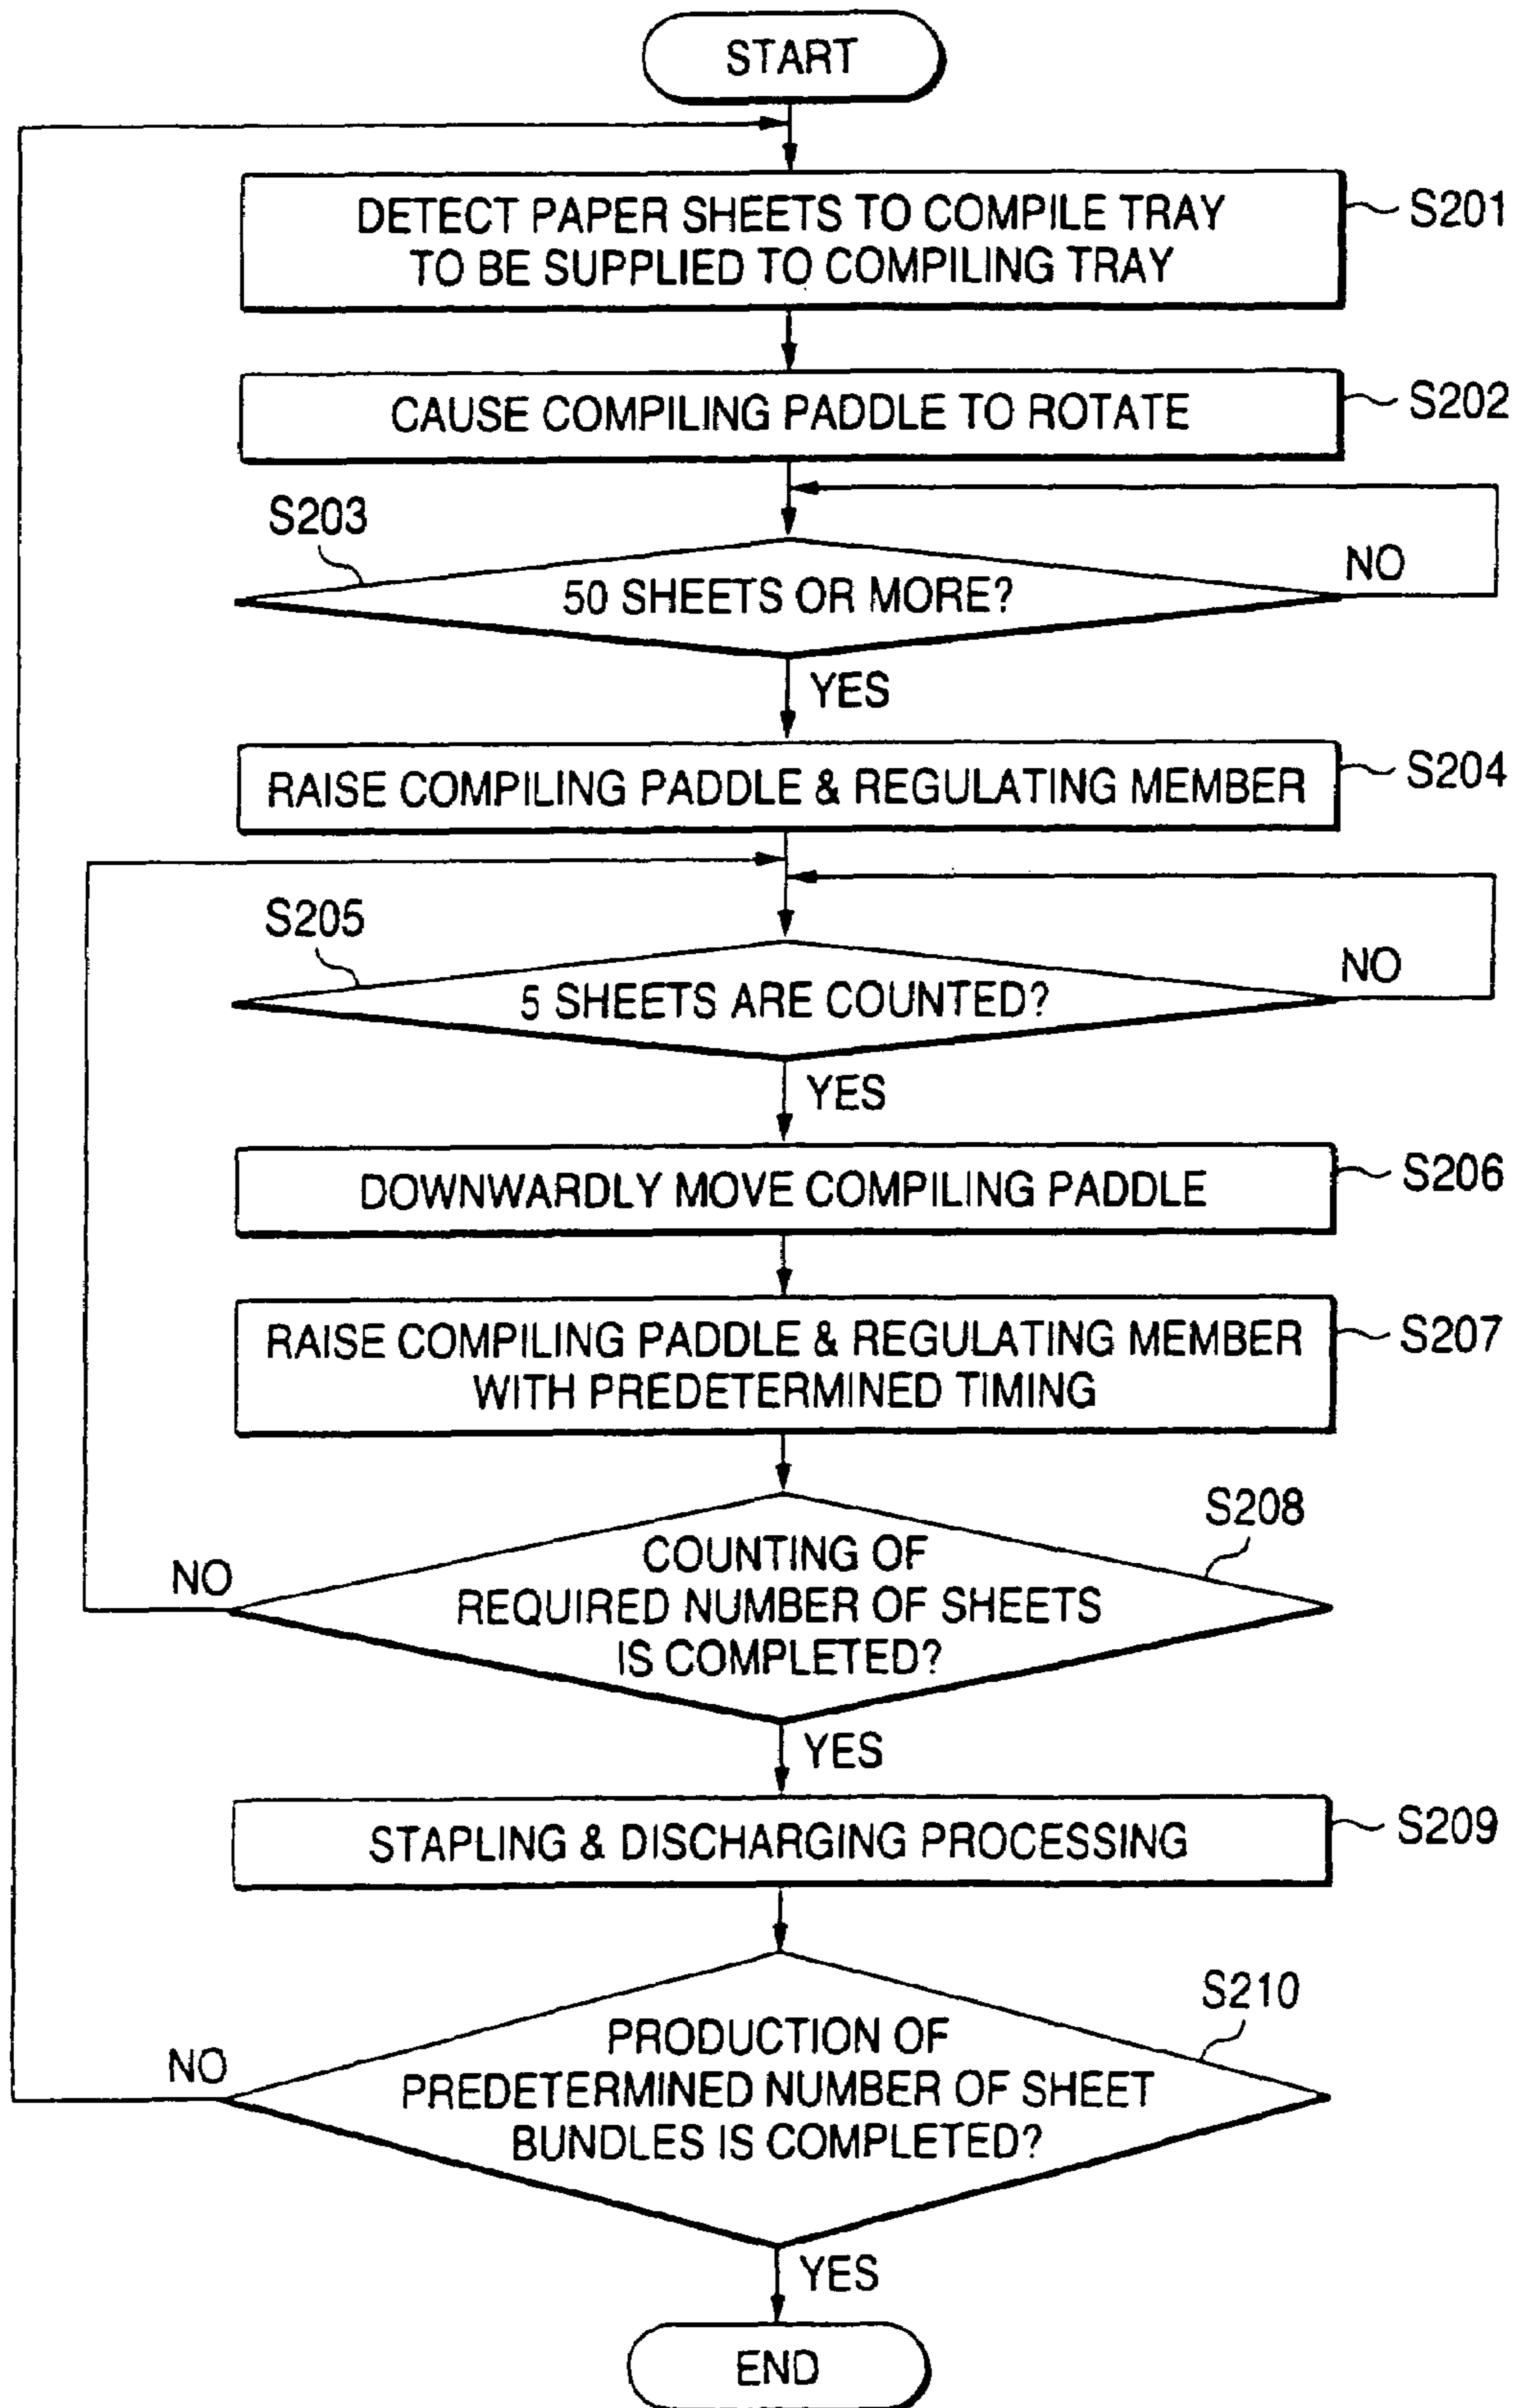 START
DETECT PAPER SHEETS TO COMPILE TRAY
TO BE SUPPLIED TO COMPILING TRAY
S201
CAUSE COMPILING PADDLE TO ROTATE
S202
S203
50 SHEETS OR MORE?
NO
YES
RAISE COMPILING PADDLE & REGULATING MEMBER
S204
S205
5 SHEETS ARE COUNTED?
NO
YES
DOWNWARDLY MOVE COMPILING PADDLE
S206
RAISE COMPILING PADDLE & REGULATING MEMBER
WITH PREDETERMINED TIMING
S207
S208
COUNTING OF
REQUIRED NUMBER OF SHEETS
IS COMPLETED?
NO
YES
STAPLING & DISCHARGING PROCESSING
S209
S210
PRODUCTION OF
PREDETERMINED NUMBER OF SHEET
BUNDLES IS COMPLETED?
NO
YES
END